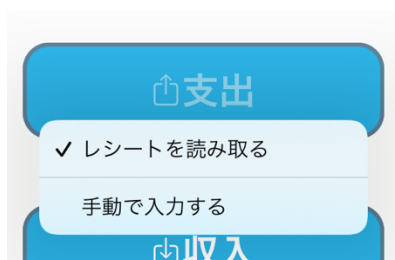 支出
レシートを読み取る
手動で入力する
収入